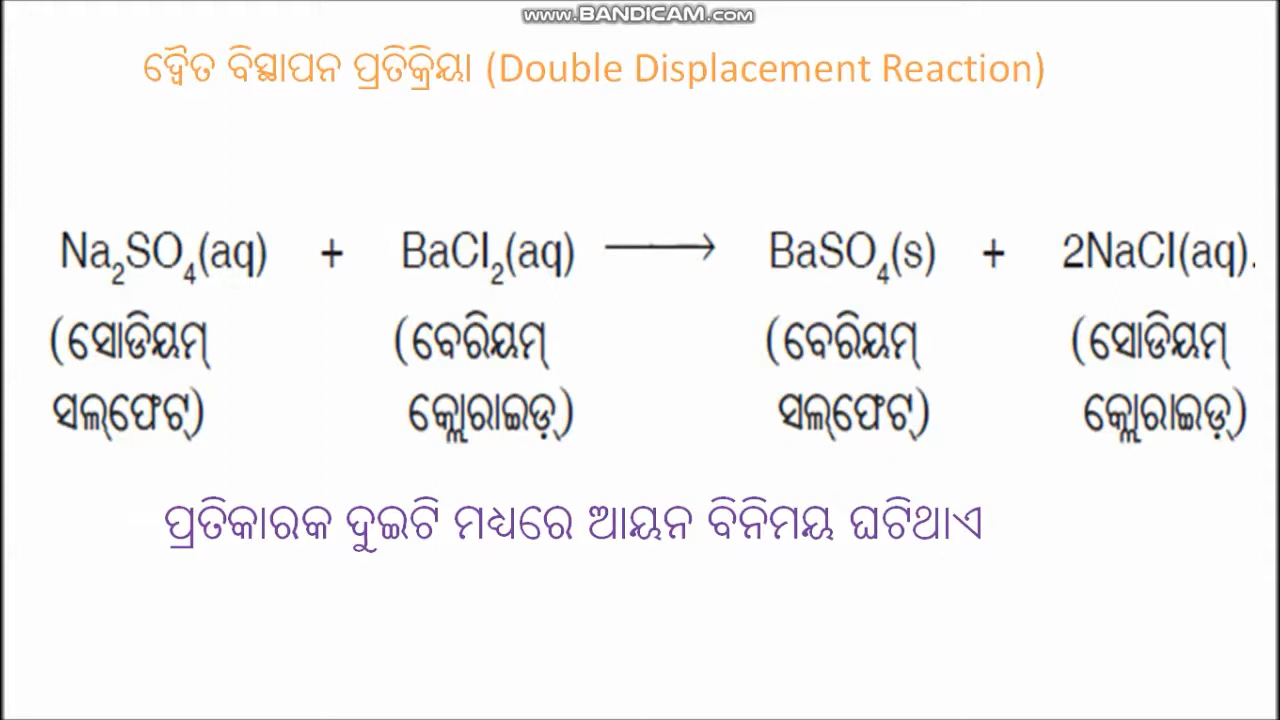 www.BANDICAM.com
ଦ୍ୱୈତ ବିସ୍ଥାପନ ପ୍ରତିକ୍ରିୟା (Double Displacement Reaction)
Na₂SO₄(aq) + BaCl₂(aq) ⟶ BaSO₄(s) + 2NaCl(aq).
(ସୋଡିୟମ୍ (ବେରିୟମ୍ (ବେରିୟମ୍ (ସୋଡିୟମ୍
ସଲ୍‌ଫେଟ୍) କ୍ଲୋରାଇଡ଼୍) ସଲ୍‌ଫେଟ୍) କ୍ଲୋରାଇଡ଼୍)
ପ୍ରତିକାରକ ଦୁଇଟି ମଧ୍ୟରେ ଆୟନ ବିନିମୟ ଘଟିଥାଏ